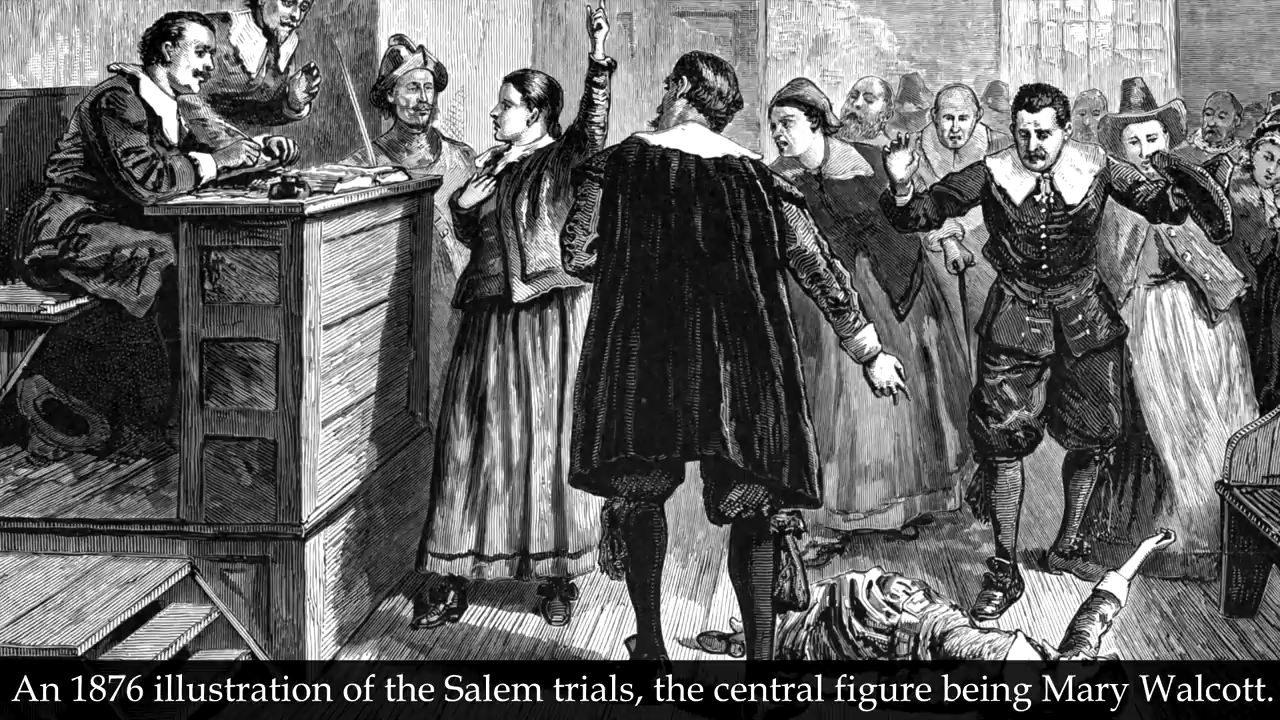 An 1876 illustration of the Salem trials, the central figure being Mary Walcott.